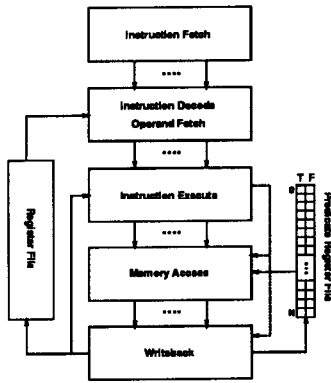 Instruction Fetch
....
Instruction Decode
Operand Fetch
....
Instruction Execute
....
Memory Access
....
Writeback
Register File
T F
0
...
N
Predicate Register File